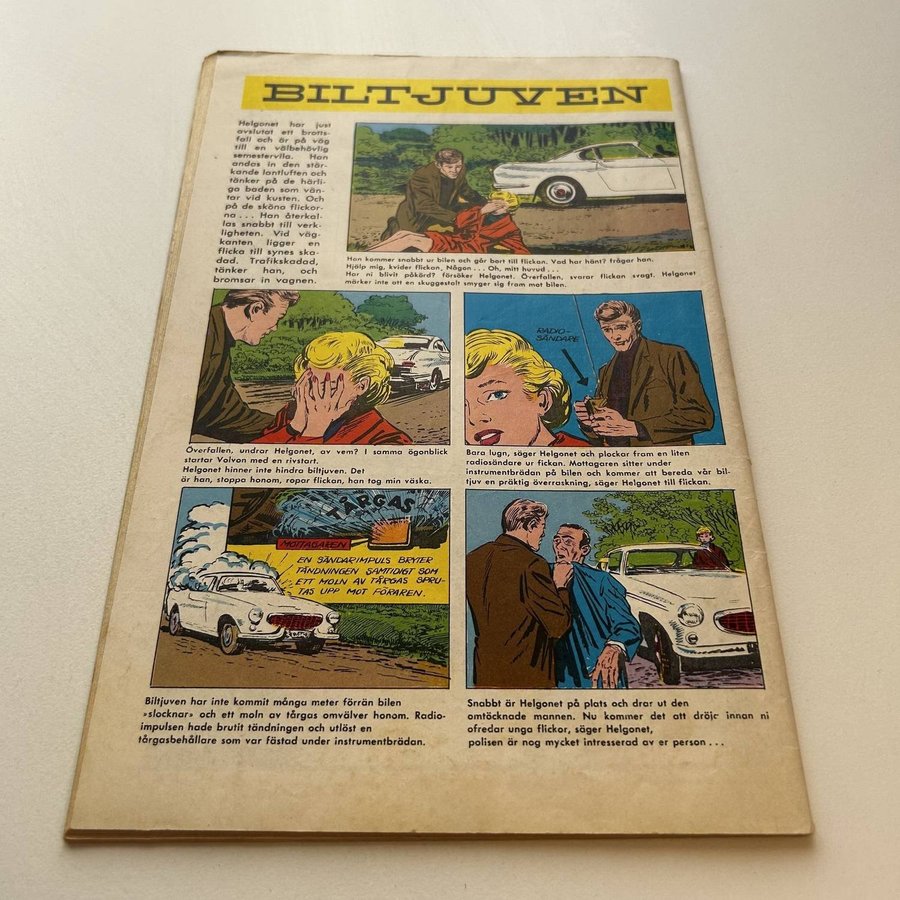 BILTJUVEN
Helgonet har just
avslutat ett brotts-
fall och är på väg
till en välbehövlig
semestervila. Han
andas in den stär-
kande lantluften och
tänker på de härli-
ga baden som vän-
tar vid kusten. Och
på de sköna flickor-
na... Han återkal-
las snabbt till verk-
ligheten. Vid väg-
kanten ligger en
flicka till synes ska-
dad. Trafikskadad,
tänker han, och
bromsar in vagnen.
Han kommer snabbt ur bilen och går bort till flickan. Vad har hänt? frågar han.
Hjälp mig, kvider flickan, Någon... Oh, mitt huvud...
Har ni blivit påkörd? försöker Helgonet. Överfallen, svarar flickan svagt. Helgonet
märker inte att en skuggestalt smyger sig fram mot bilen.
Överfallen, undrar Helgonet, av vem? I samma ögonblick
startar Volvon med en rivstart.
Helgonet hinner inte hindra biltjuven. Det
är han, stoppa honom, ropar flickan, han tog min väska.
RADIO-
SÄNDARE
Bara lugn, säger Helgonet och plockar fram en liten
radiosändare ur fickan. Mottagaren sitter under
instrumentbrädan på bilen och kommer att bereda vår bil-
tjuv en präktig överraskning, säger Helgonet till flickan.
TÅRGAS
MOTTAGAREN
EN SÄNDARIMPULS BRYTER
TÄNDNINGEN SAMTIDIGT SOM
ETT MOLN AV TÅRGAS SPRU-
TAS UPP MOT FÖRAREN.
Biltjuven har inte kommit många meter förrän bilen
»slocknar» och ett moln av tårgas omvälver honom. Radio-
impulsen hade brutit tändningen och utlöst en
tårgasbehållare som var fästad under instrumentbrädan.
Snabbt är Helgonet på plats och drar ut den
omtöcknade mannen. Nu kommer det att dröja innan ni
ofredar unga flickor, säger Helgonet,
polisen är nog mycket intresserad av er person...